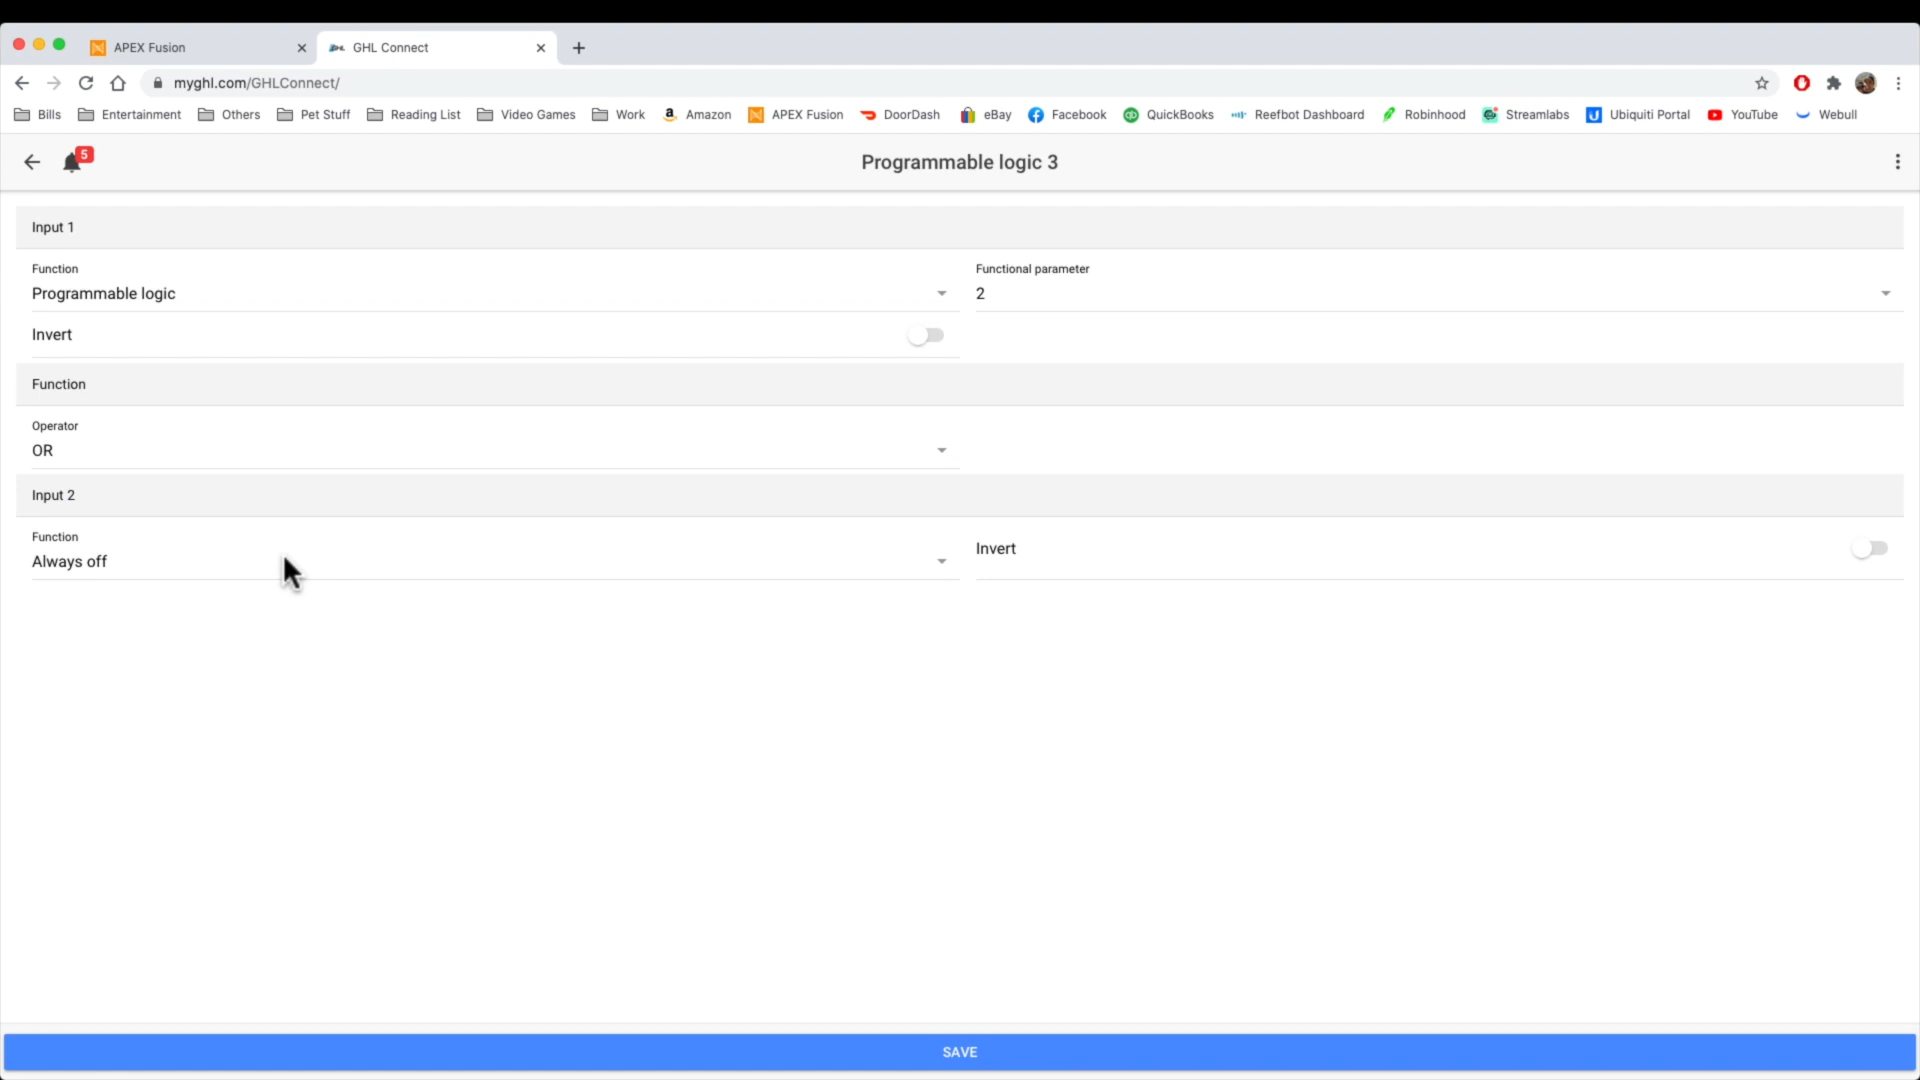 APEX Fusion GHL Connect
myghl.com/GHLConnect/
Bills Entertainment Others Pet Stuff Reading List Video Games Work Amazon APEX Fusion DoorDash eBay Facebook QuickBooks Reefbot Dashboard Robinhood Streamlabs Ubiquiti Portal YouTube Webull
5 Programmable logic 3
Input 1
Function Functional parameter
Programmable logic 2
Invert
Function
Operator
OR
Input 2
Function
Always off Invert
SAVE